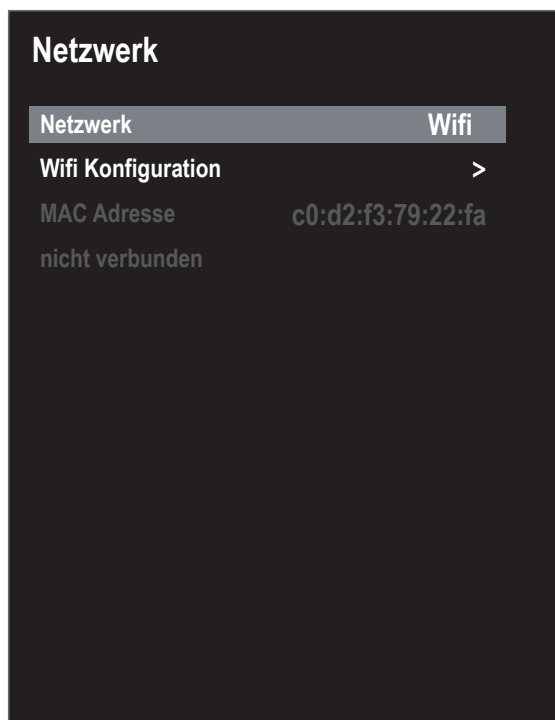 Netzwerk
Netzwerk Wifi
Wifi Konfiguration >
MAC Adresse c0:d2:f3:79:22:fa
nicht verbunden